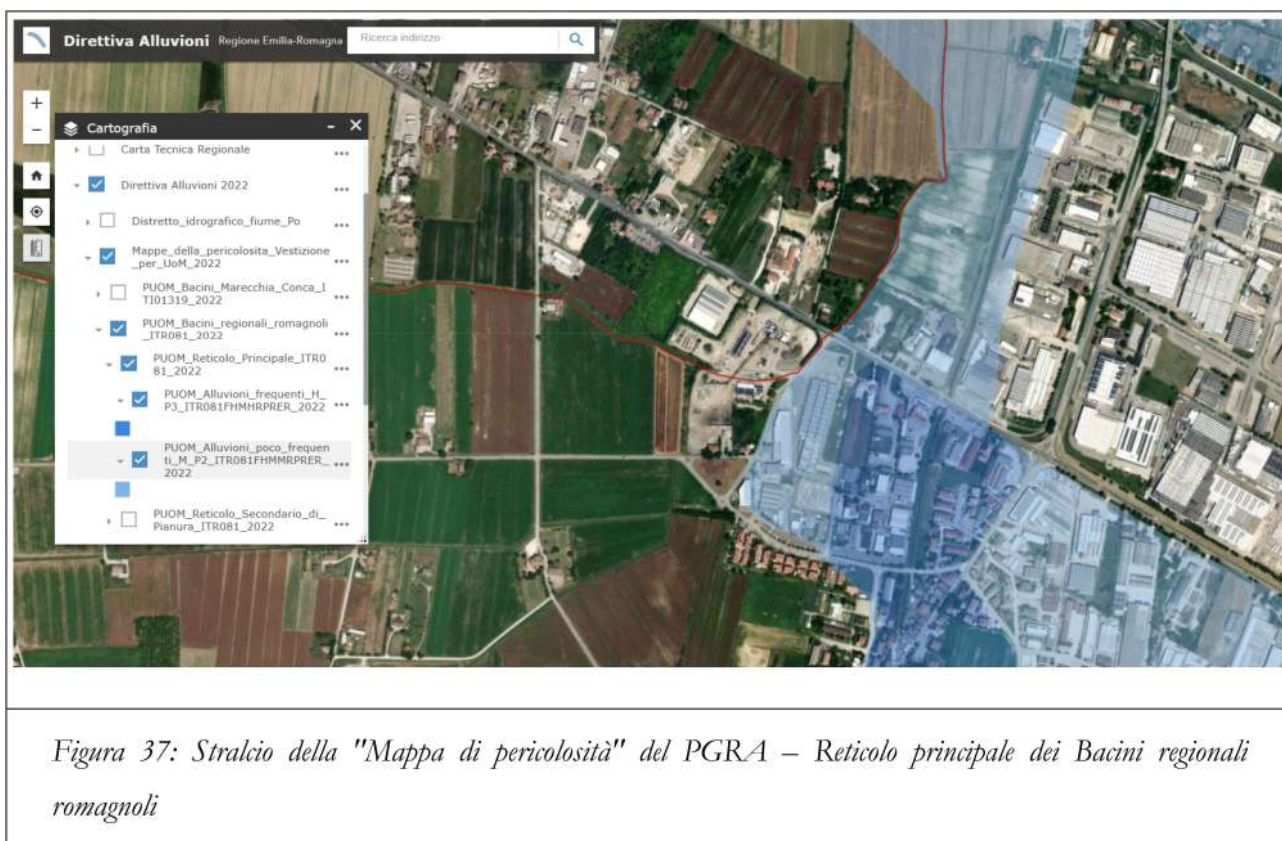 Direttiva Alluvioni Regione Emilia-Romagna Ricerca indirizzo
+
−
Cartografia − ✕
Carta Tecnica Regionale •••
Direttiva Alluvioni 2022 •••
Distretto_idrografico_fiume_Po •••
Mappe_della_pericolosita_Vestizione
_per_UoM_2022 •••
PUOM_Bacini_Marecchia_Conca_I
TI01319_2022 •••
PUOM_Bacini_regionali_romagnoli
_ITR081_2022 •••
PUOM_Reticolo_Principale_ITR0
81_2022 •••
PUOM_Alluvioni_frequenti_H_
P3_ITR081FHMHRPRER_2022 •••
PUOM_Alluvioni_poco_frequen
ti_M_P2_ITR081FHMMRPRER_
2022 •••
PUOM_Reticolo_Secondario_di_
Pianura_ITR081_2022 •••
Figura 37: Stralcio della "Mappa di pericolosità" del PGRA – Reticolo principale dei Bacini regionali
romagnoli